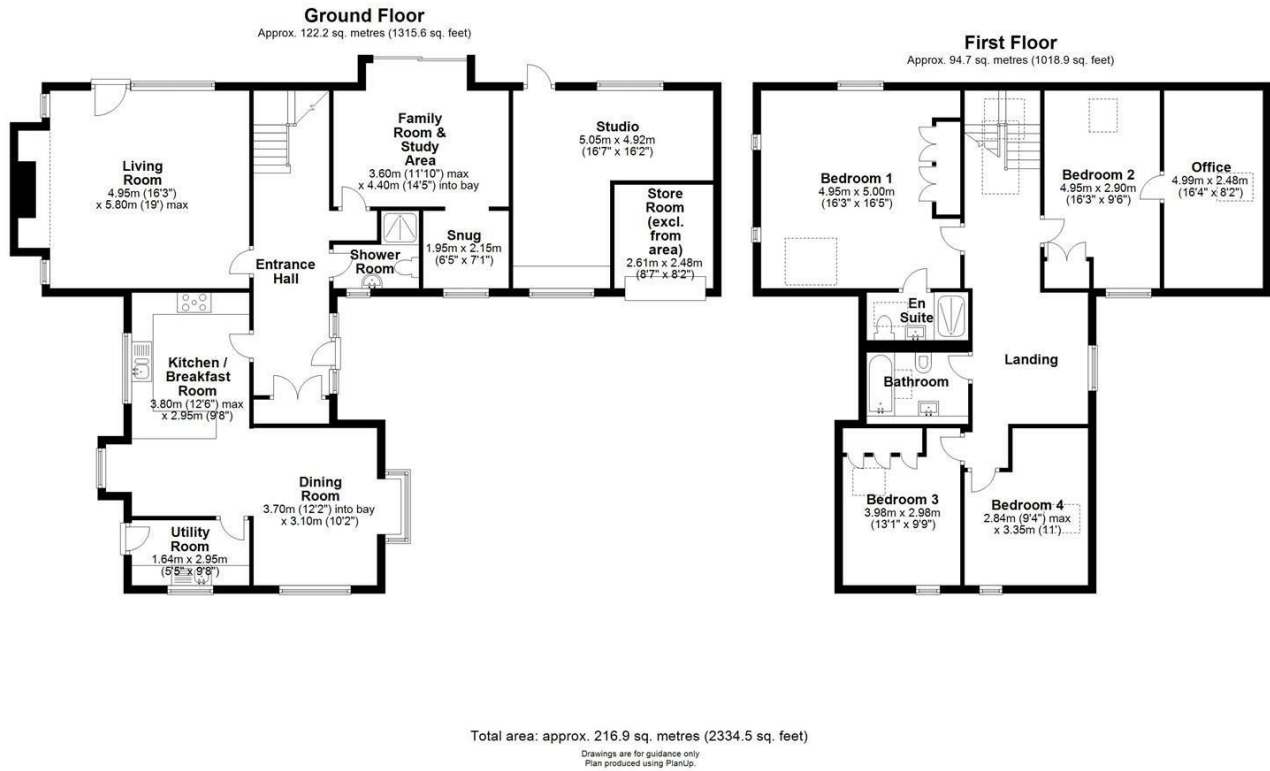 Ground Floor
Approx. 122.2 sq. metres (1315.6 sq. feet)
Living
Room
4.95m (16'3")
x 5.80m (19') max
Entrance
Hall
Family
Room &
Study
Area
3.60m (11'10") max
x 4.40m (14'5") into bay
Studio
5.05m x 4.92m
(16'7" x 16'2")
Store
Room
(excl.
from
area)
2.61m x 2.48m
(8'7" x 8'2")
Snug
1.95m x 2.15m
(6'5" x 7'1")
Shower
Room
Kitchen /
Breakfast
Room
3.80m (12'6") max
x 2.95m (9'8")
Dining
Room
3.70m (12'2") into bay
x 3.10m (10'2")
Utility
Room
1.64m x 2.95m
(5'5" x 9'8")
First Floor
Approx. 94.7 sq. metres (1018.9 sq. feet)
Bedroom 1
4.95m x 5.00m
(16'3" x 16'5")
Bedroom 2
4.95m x 2.90m
(16'3" x 9'6")
Office
4.99m x 2.48m
(16'4" x 8'2")
En
Suite
Landing
Bathroom
Bedroom 3
3.98m x 2.98m
(13'1" x 9'9")
Bedroom 4
2.84m (9'4") max
x 3.35m (11')
Total area: approx. 216.9 sq. metres (2334.5 sq. feet)
Drawings are for guidance only
Plan produced using PlanUp.